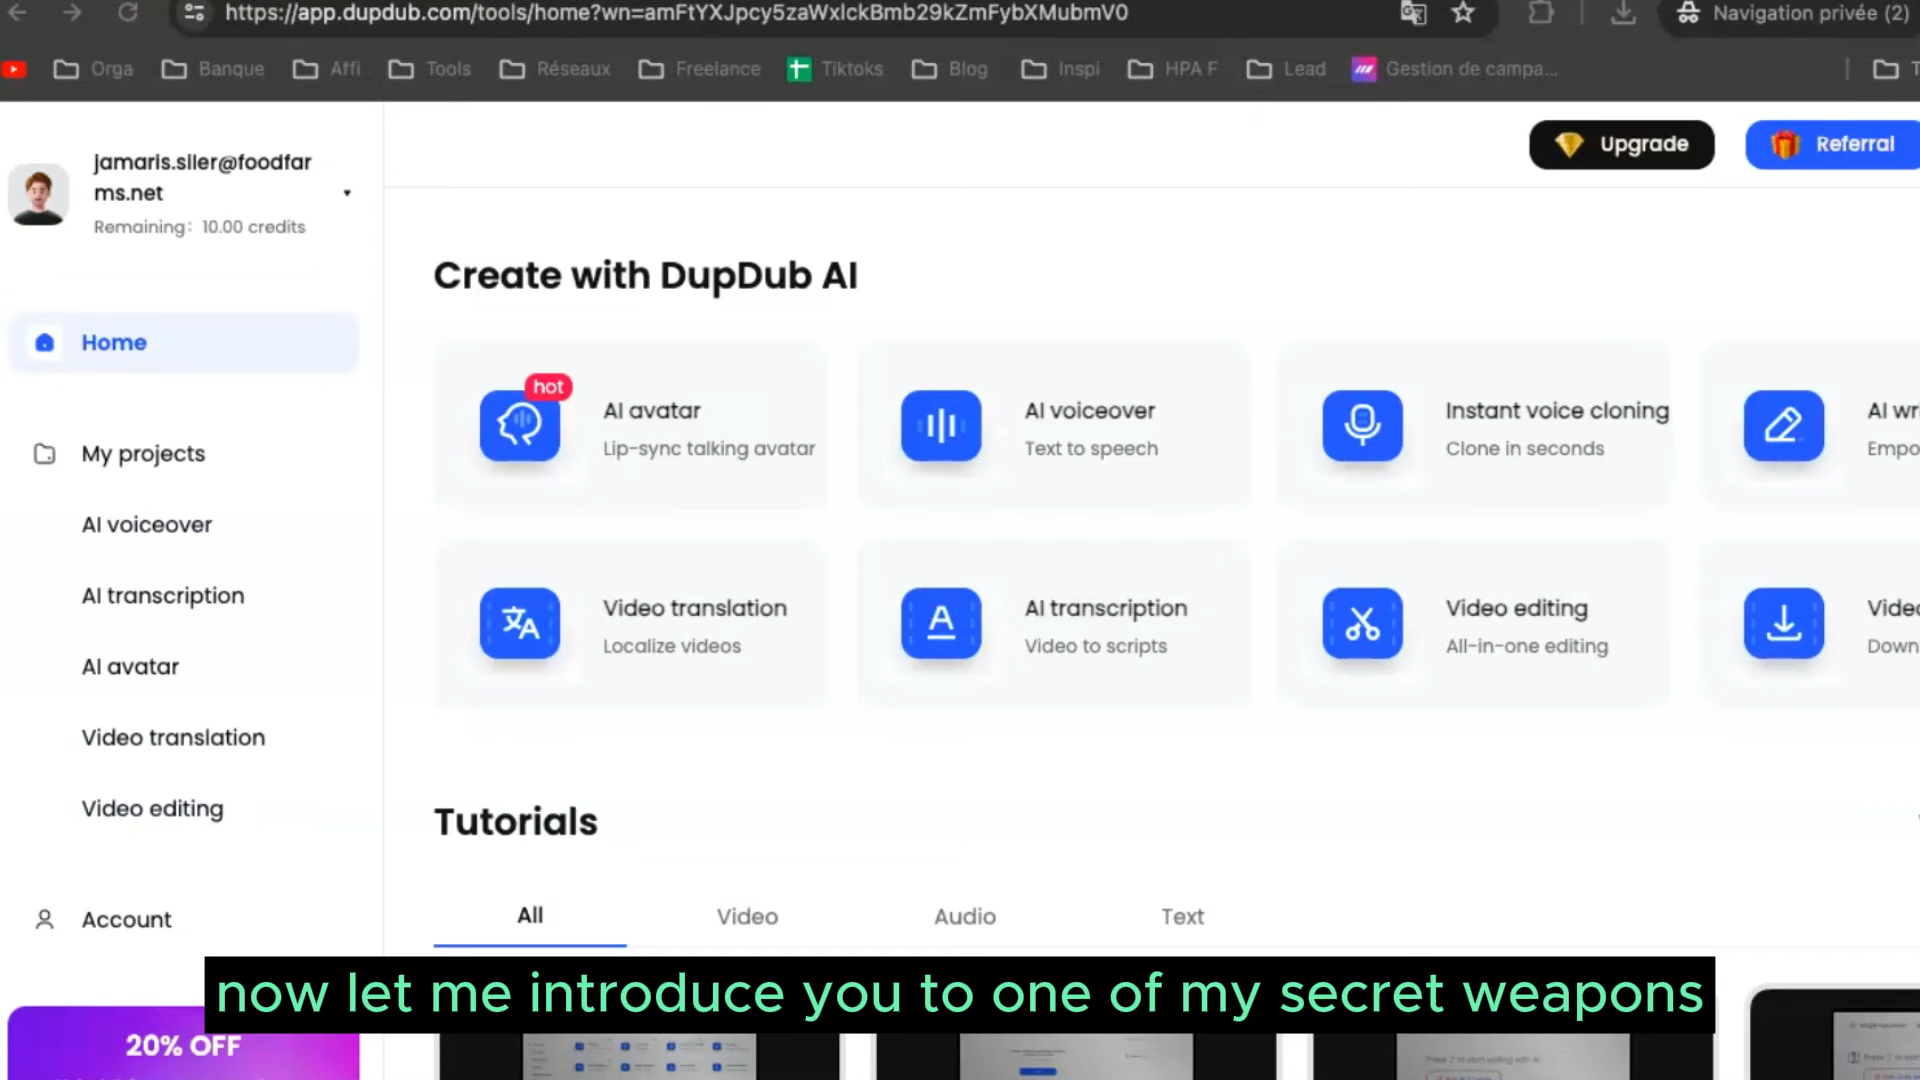 https://app.dupdub.com/tools/home?wn=amFtYXJpcy5zaWxlckBmb29kZmFybXMubmV0
Navigation privée (2)
Orga
Banque
Affi
Tools
Réseaux
Freelance
Tiktoks
Blog
Inspi
HPA F
Lead
Gestion de campa...
jamaris.siler@foodfar
ms.net
Remaining: 10.00 credits
Upgrade
Referral
Create with DupDub AI
Home
hot
AI avatar
Lip-sync talking avatar
AI voiceover
Text to speech
Instant voice cloning
Clone in seconds
AI wri
Empo
My projects
AI voiceover
AI transcription
AI avatar
Video translation
Video editing
Video translation
Localize videos
AI transcription
Video to scripts
Video editing
All-in-one editing
Video
Down
Tutorials
All
Video
Audio
Text
Account
now let me introduce you to one of my secret weapons
20% OFF